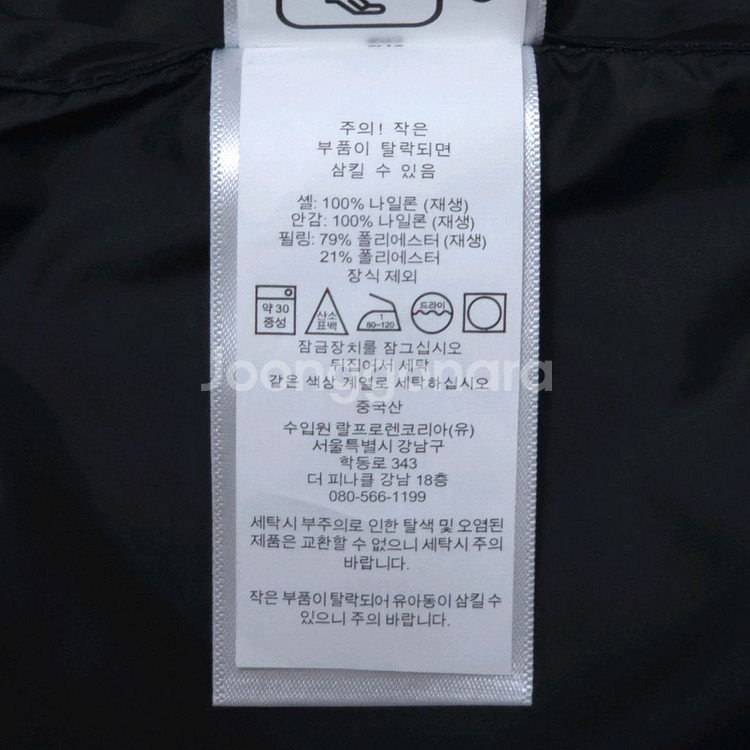 주의! 작은
부품이 탈락되면
삼킬 수 있음
셸: 100% 나일론 (재생)
안감: 100% 나일론 (재생)
필링: 79% 폴리에스터 (재생)
21% 폴리에스터
장식 제외
약 30
중성
산소
표백
1
80~120
드라이
잠금장치를 잠그십시오
뒤집어서 세탁
같은 색상 계열로 세탁하십시오
Joonggonara
중국산
수입원 랄프로렌코리아(유)
서울특별시 강남구
학동로 343
더 피나클 강남 18층
080-566-1199
세탁시 부주의로 인한 탈색 및 오염된
제품은 교환할 수 없으니 세탁시 주의
바랍니다.
작은 부품이 탈락되어 유아동이 삼킬 수
있으니 주의 바랍니다.